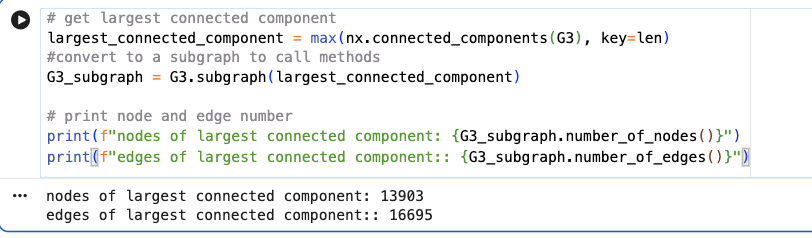 # get largest connected component
largest_connected_component = max(nx.connected_components(G3), key=len)
#convert to a subgraph to call methods
G3_subgraph = G3.subgraph(largest_connected_component)
# print node and edge number
print(f"nodes of largest connected component: {G3_subgraph.number_of_nodes()}")
print(f"edges of largest connected component:: {G3_subgraph.number_of_edges()}")
nodes of largest connected component: 13903
edges of largest connected component:: 16695